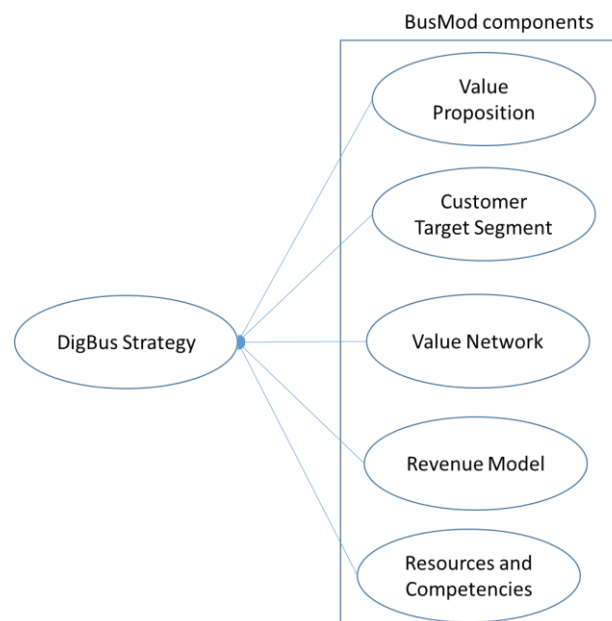 BusMod components
Value
Proposition
Customer
Target Segment
DigBus Strategy
Value Network
Revenue Model
Resources and
Competencies